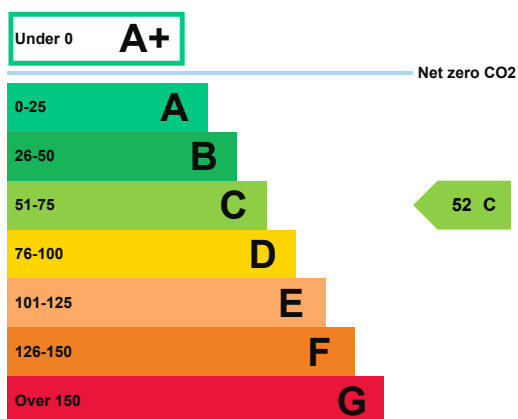 Under 0 A+
Net zero CO2
0-25 A
26-50 B
51-75 C
52 C
76-100 D
101-125 E
126-150 F
Over 150 G